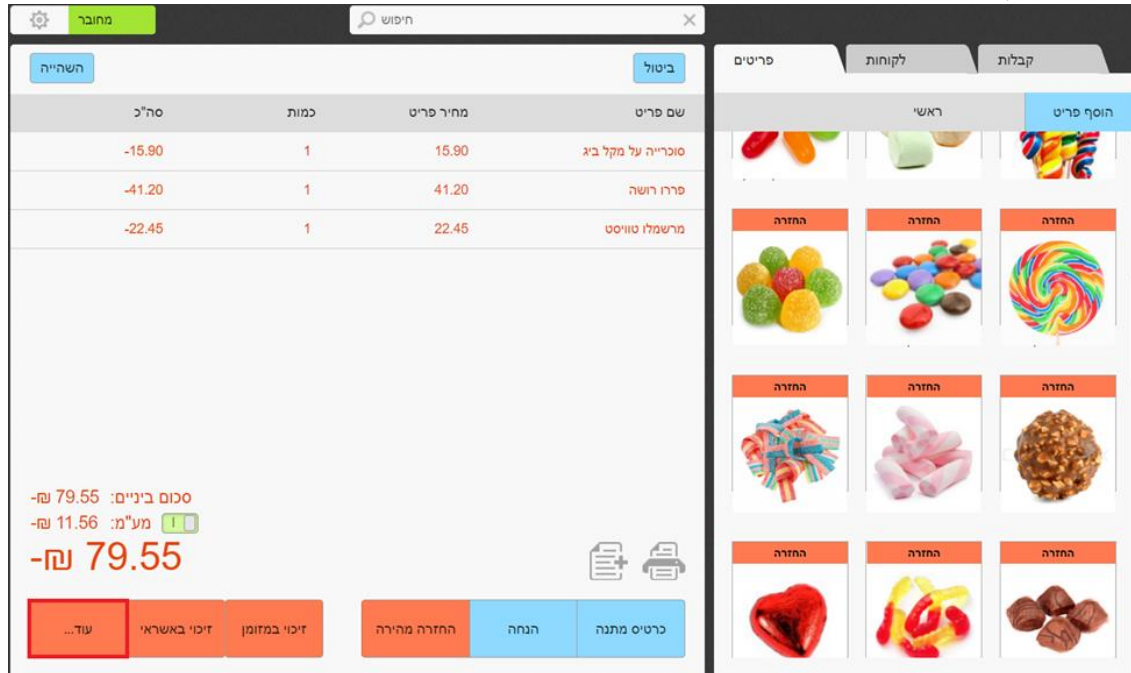 קבלות
לקוחות
פריטים
חיפוש
מחובר
הוסף פריט
ראשי
ביטול
השהייה
שם פריט
מחיר פריט
כמות
סה"כ
סוכרייה על מקל ביג 15.90 1 -15.90
פררו רושה 41.20 1 -41.20
מרשמלו טוויסט 22.45 1 -22.45
החזרה
החזרה
החזרה
החזרה
החזרה
החזרה
החזרה
החזרה
החזרה
סכום ביניים: 79.55 ₪-
מע"מ: 11.56 ₪-
79.55 ₪-
כרטיס מתנה
הנחה
החזרה מהירה
זיכוי במזומן
זיכוי באשראי
עוד...